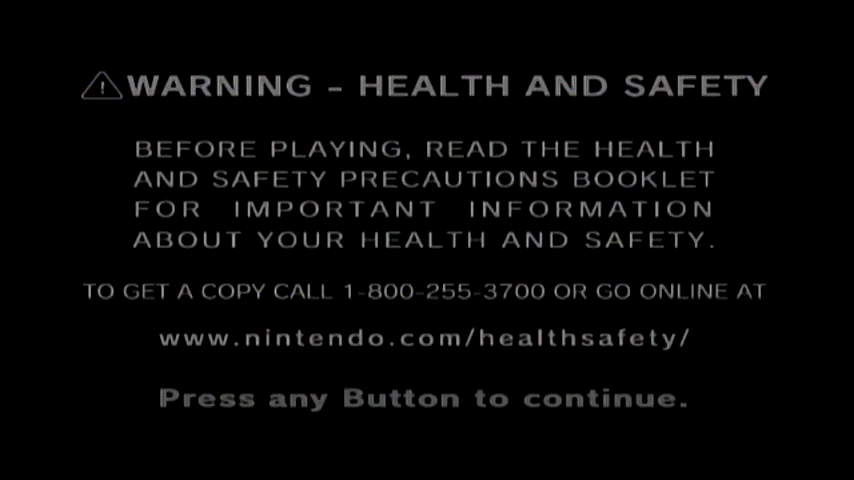 ⚠WARNING – HEALTH AND SAFETY
BEFORE PLAYING, READ THE HEALTH
AND SAFETY PRECAUTIONS BOOKLET
FOR IMPORTANT INFORMATION
ABOUT YOUR HEALTH AND SAFETY.
TO GET A COPY CALL 1-800-255-3700 OR GO ONLINE AT
www.nintendo.com/healthsafety/
Press any Button to continue.